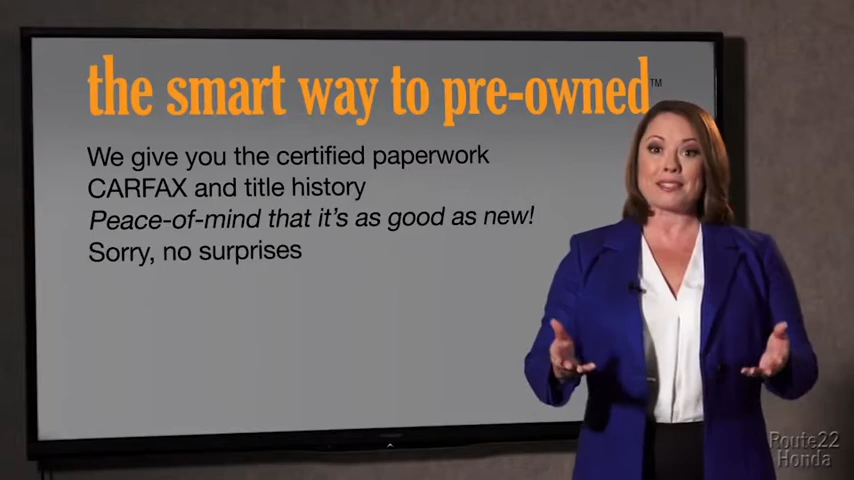 the smart way to pre-owned™
We give you the certified paperwork
CARFAX and title history
Peace-of-mind that it's as good as new!
Sorry, no surprises
Route22
Honda